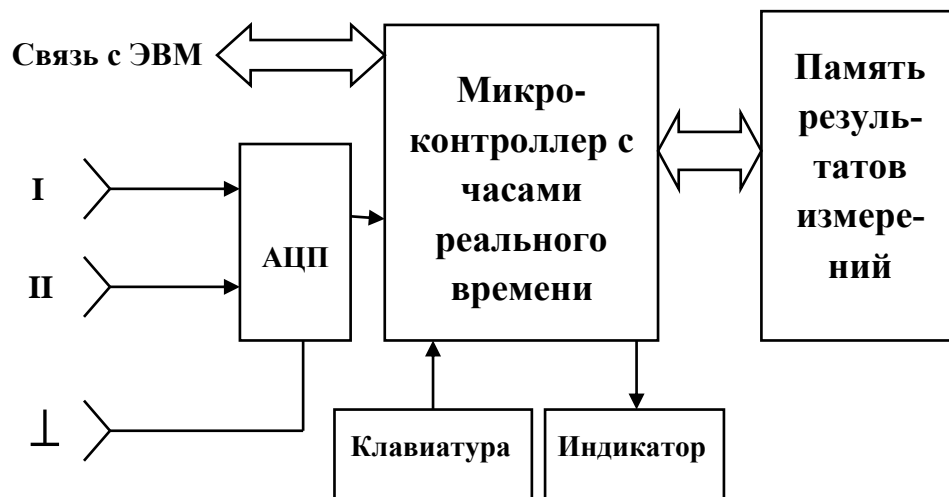 Связь с ЭВМ
I
II
⊥
АЦП
Микро-
контроллер с
часами
реального
времени
Память
резуль-
татов
измере-
ний
Клавиатура
Индикатор